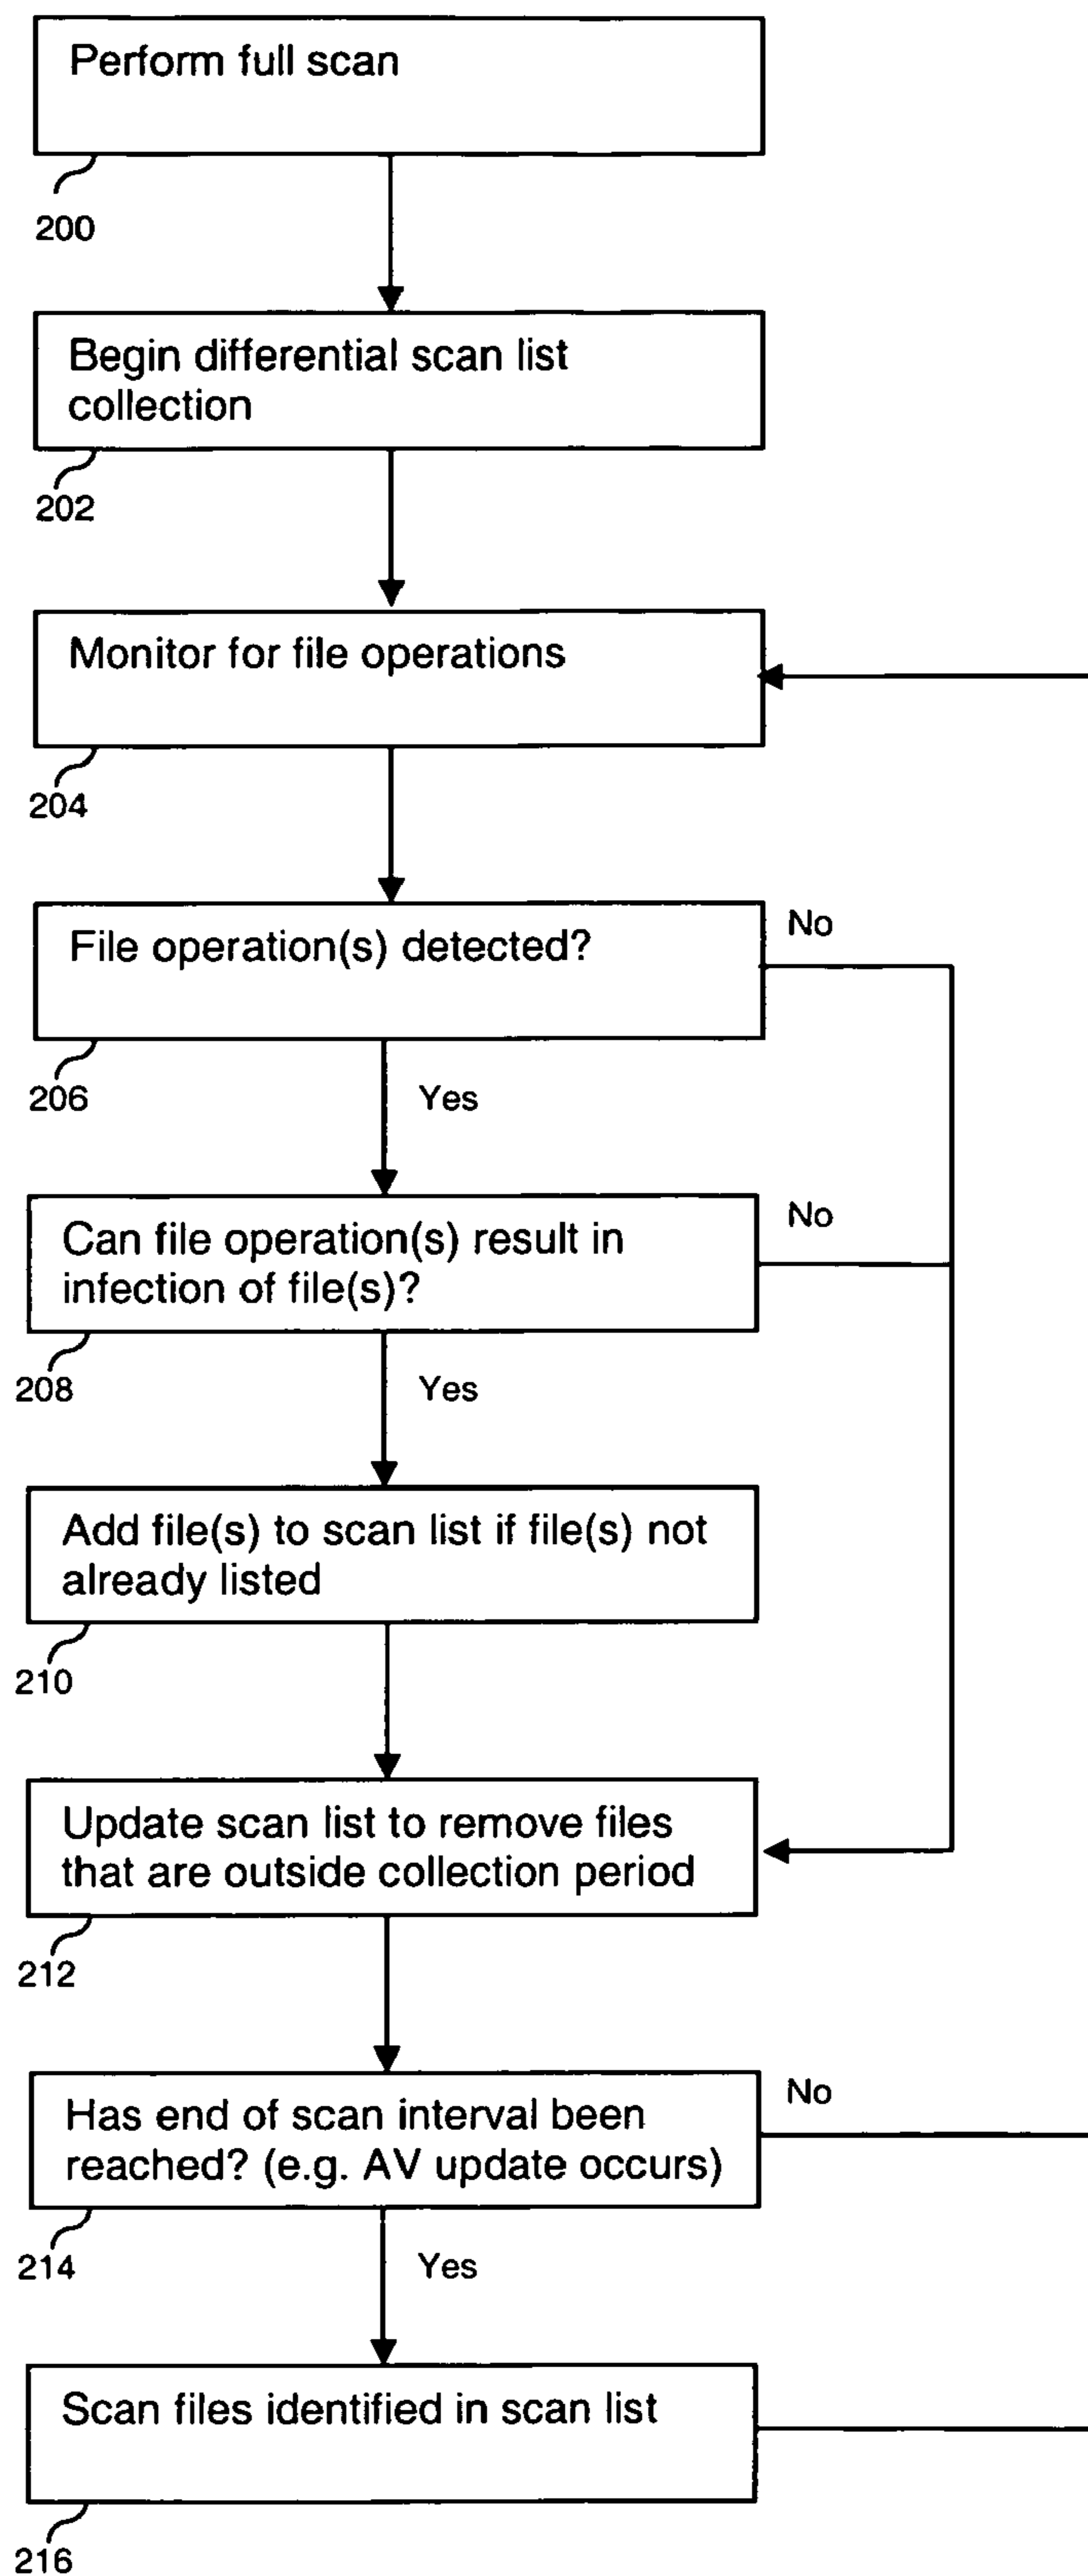 Perform full scan
200
Begin differential scan list
collection
202
Monitor for file operations
204
File operation(s) detected?
No
206
Yes
Can file operation(s) result in
infection of file(s)?
No
208
Yes
Add file(s) to scan list if file(s) not
already listed
210
Update scan list to remove files
that are outside collection period
212
Has end of scan interval been
reached? (e.g. AV update occurs)
No
214
Yes
Scan files identified in scan list
216